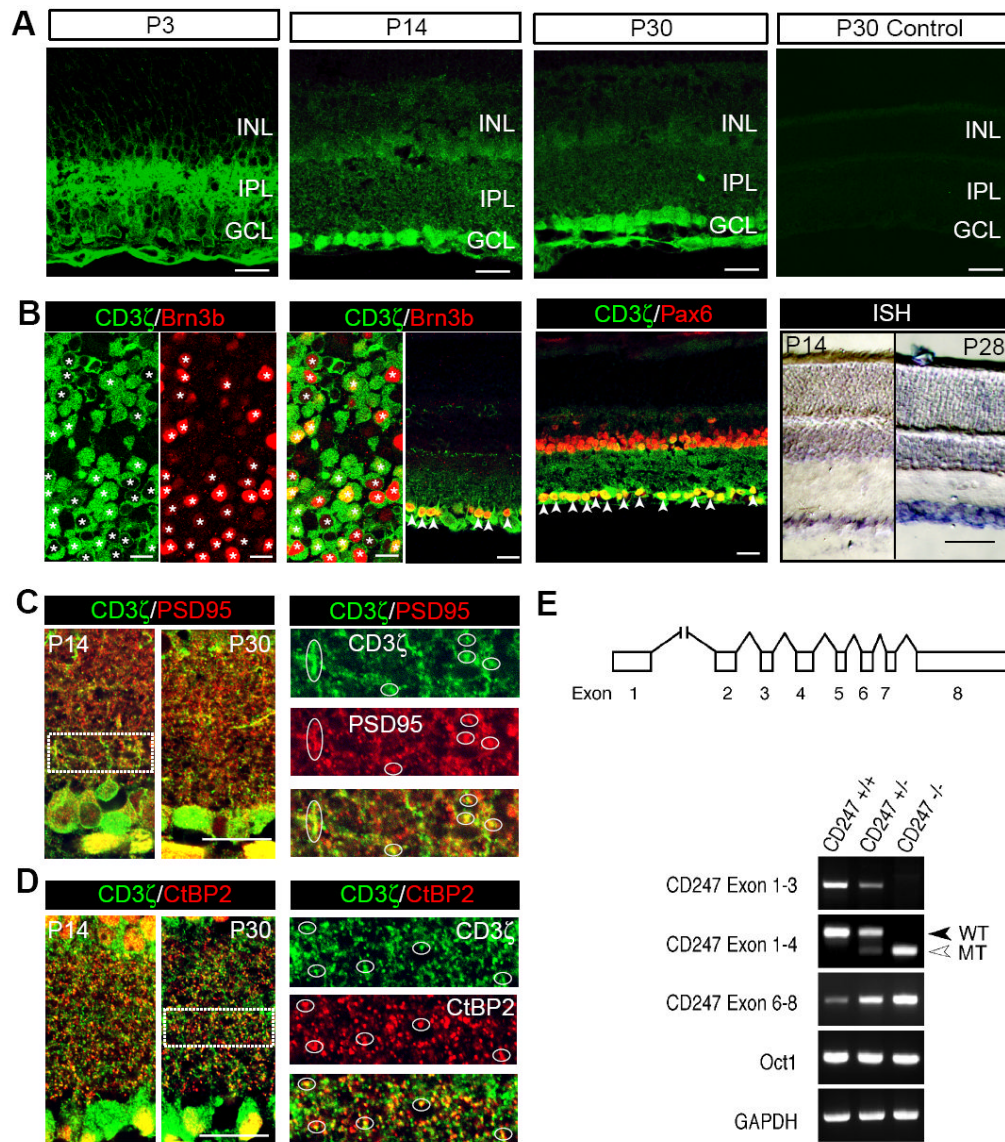 A
P3
P14
P30
P30 Control
INL
IPL
GCL
INL
IPL
GCL
INL
IPL
GCL
INL
IPL
GCL
B
CD3ζ/Brn3b
CD3ζ/Brn3b
CD3ζ/Pax6
ISH
P14
P28
C
CD3ζ/PSD95
CD3ζ/PSD95
P14
P30
CD3ζ
PSD95
D
CD3ζ/CtBP2
CD3ζ/CtBP2
P14
P30
CD3ζ
CtBP2
E
Exon 1 2 3 4 5 6 7 8
CD247 +/+
CD247 +/-
CD247 -/-
CD247 Exon 1-3
CD247 Exon 1-4
WT
MT
CD247 Exon 6-8
Oct1
GAPDH